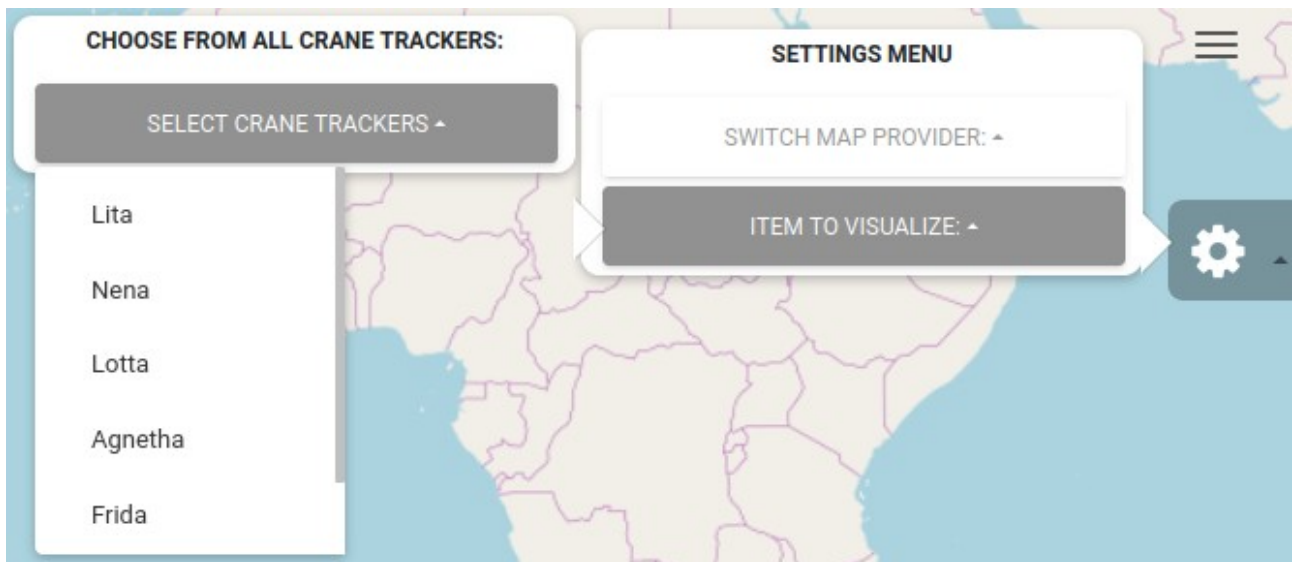 CHOOSE FROM ALL CRANE TRACKERS:
SELECT CRANE TRACKERS
Lita
Nena
Lotta
Agnetha
Frida
SETTINGS MENU
SWITCH MAP PROVIDER:
ITEM TO VISUALIZE: